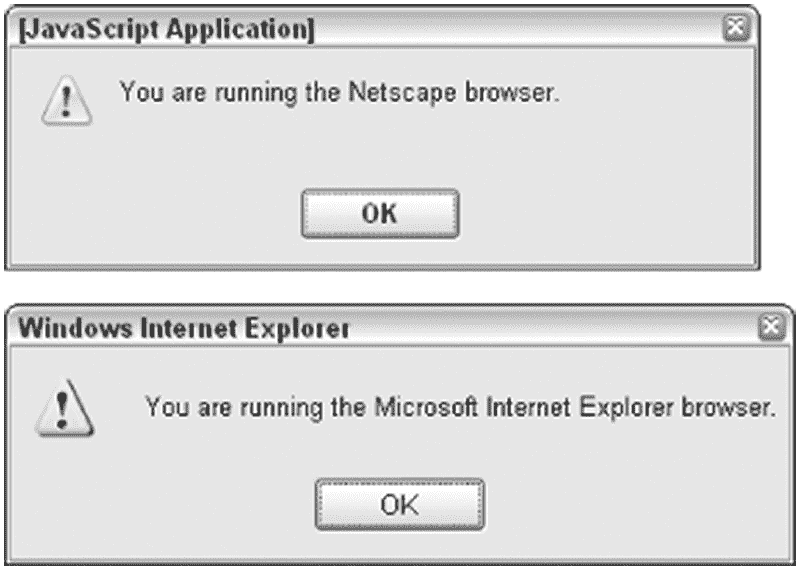 [JavaScript Application]
You are running the Netscape browser.
OK
Windows Internet Explorer
You are running the Microsoft Internet Explorer browser.
OK